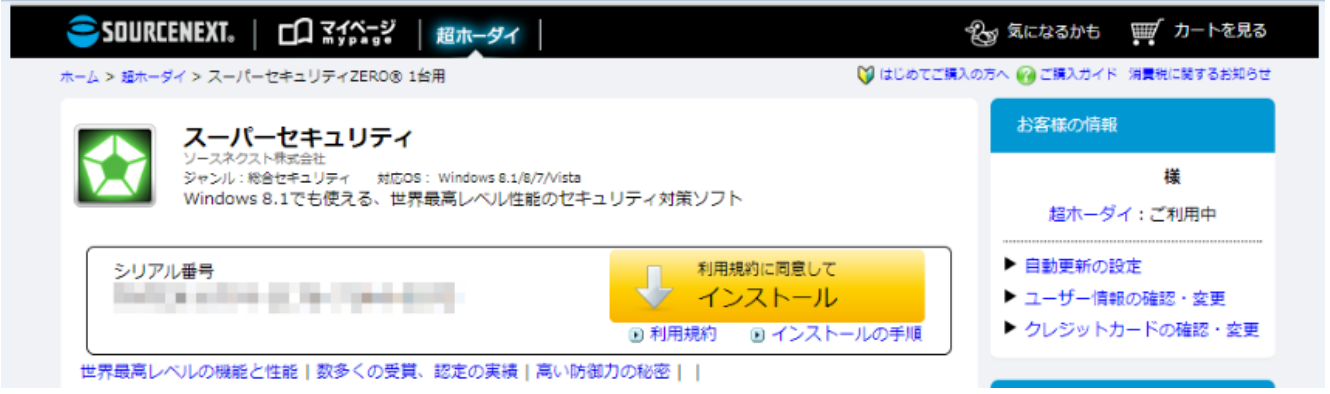 SOURCENEXT. マイページ mypage 超ホーダイ 気になるかも カートを見る
ホーム > 超ホーダイ > スーパーセキュリティZERO® 1台用 はじめてご購入の方へ ご購入ガイド 消費税に関するお知らせ
スーパーセキュリティ
ソースネクスト株式会社
ジャンル：総合セキュリティ 対応OS： Windows 8.1/8/7/Vista
Windows 8.1でも使える、世界最高レベル性能のセキュリティ対策ソフト
シリアル番号
利用規約に同意して
インストール
利用規約 インストールの手順
世界最高レベルの機能と性能 | 数多くの受賞、認定の実績 | 高い防御力の秘密 | |
お客様の情報
様
超ホーダイ：ご利用中
自動更新の設定
ユーザー情報の確認・変更
クレジットカードの確認・変更